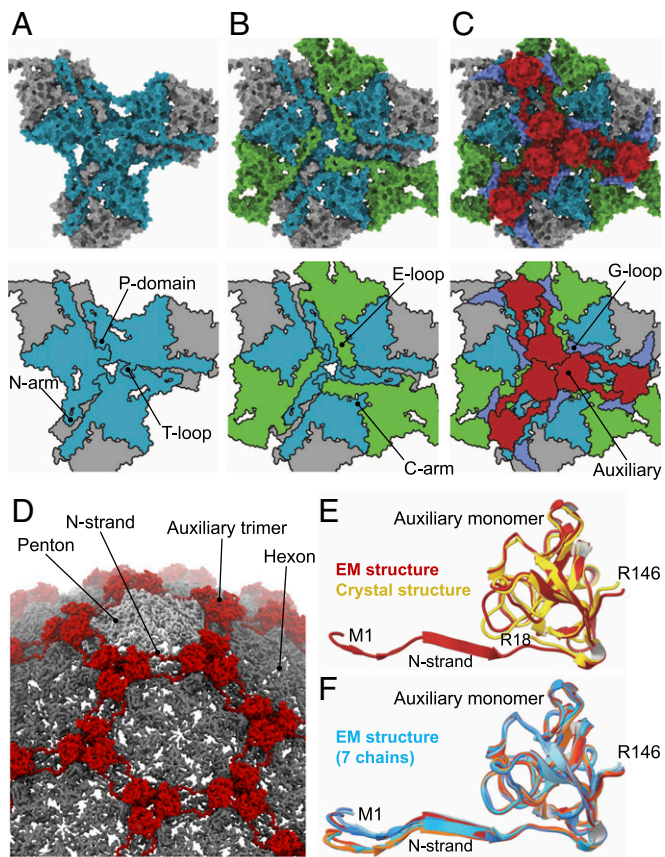 A
B
C
P-domain
N-arm
T-loop
E-loop
C-arm
G-loop
Auxiliary
D
N-strand
Penton
Auxiliary trimer
Hexon
E
Auxiliary monomer
EM structure
Crystal structure
R146
M1
R18
N-strand
F
Auxiliary monomer
EM structure
(7 chains)
R146
M1
N-strand